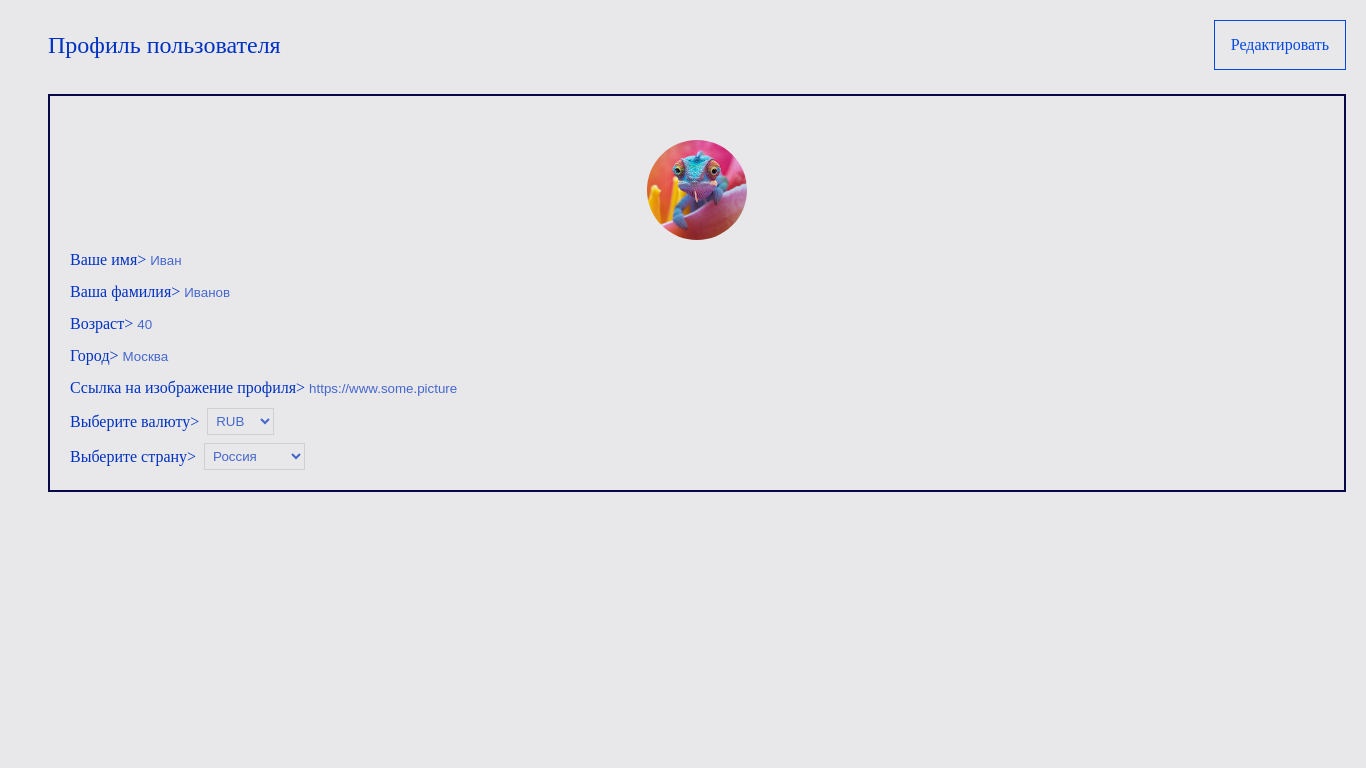 Профиль пользователя
Редактировать
Ваше имя> Иван
Ваша фамилия> Иванов
Возраст> 40
Город> Москва
Ссылка на изображение профиля> https://www.some.picture
Выберите валюту> RUB
Выберите страну> Россия